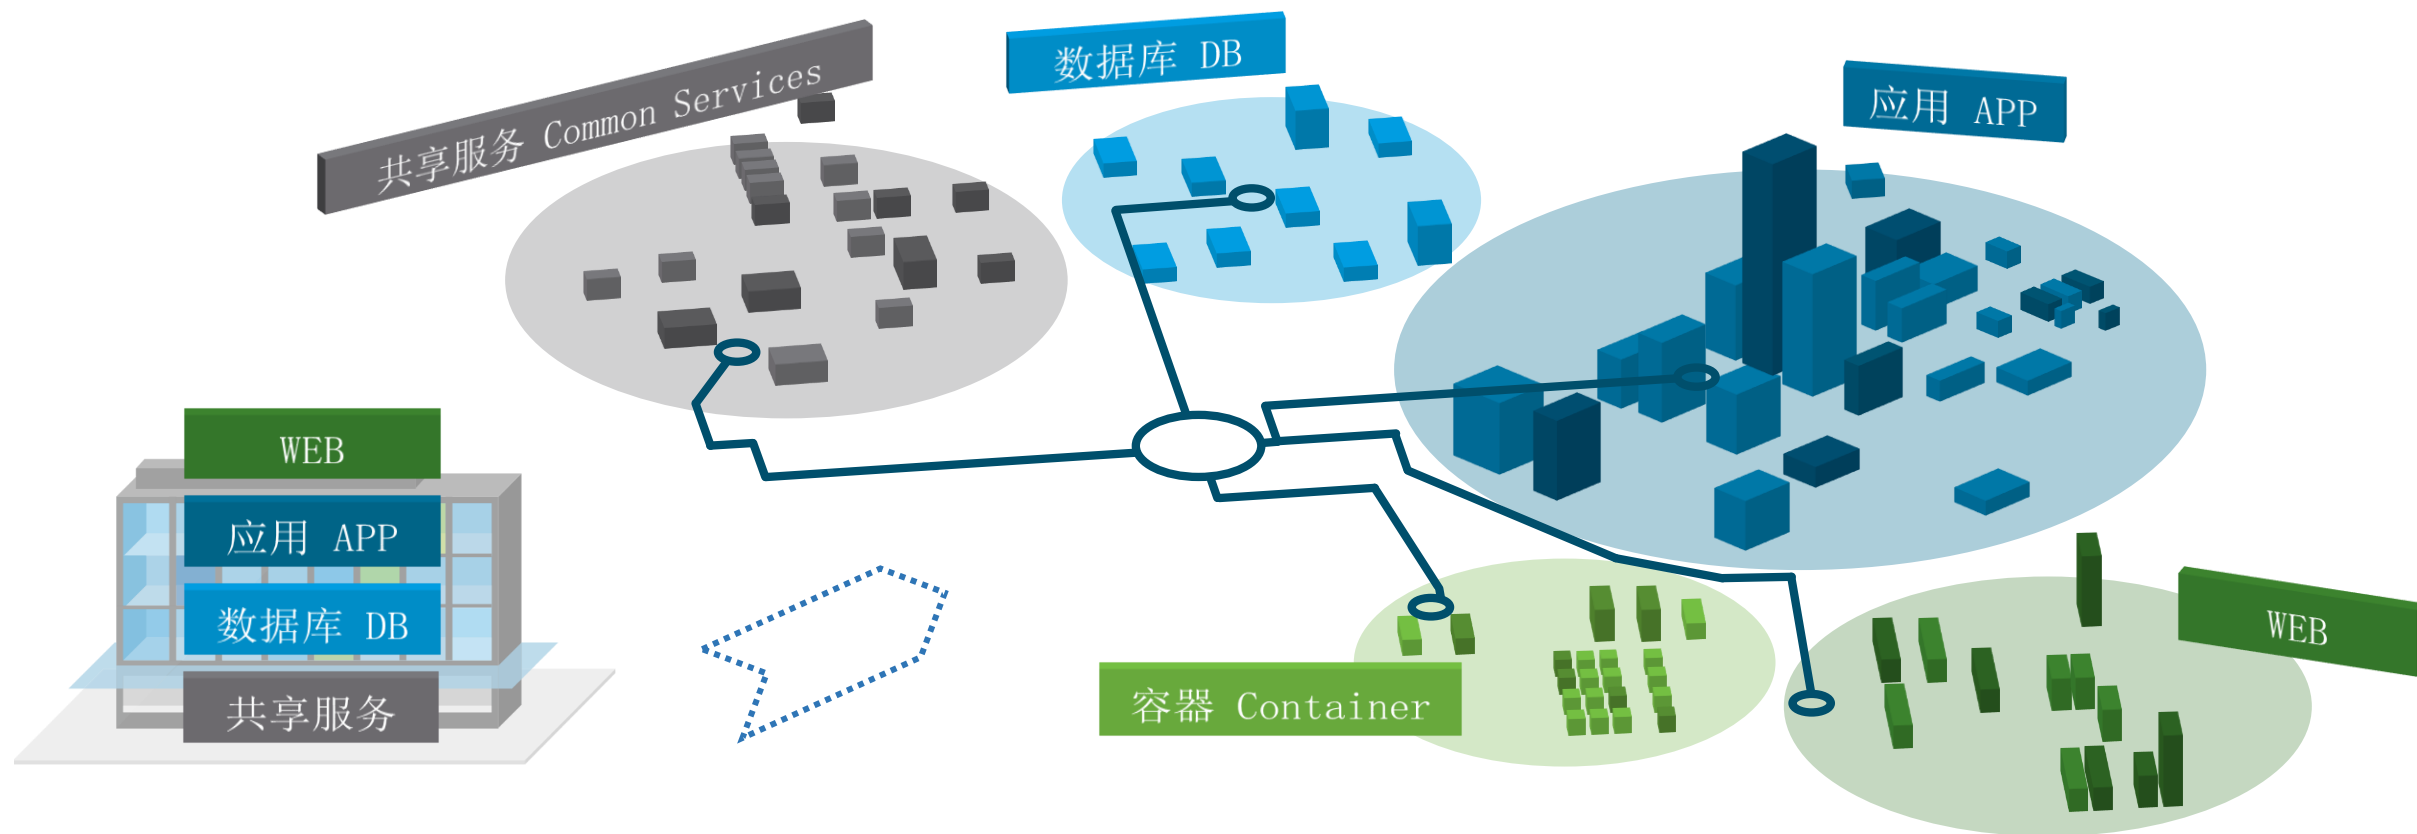 共享服务 Common Services
数据库 DB
应用 APP
WEB
应用 APP
数据库 DB
共享服务
容器 Container
WEB